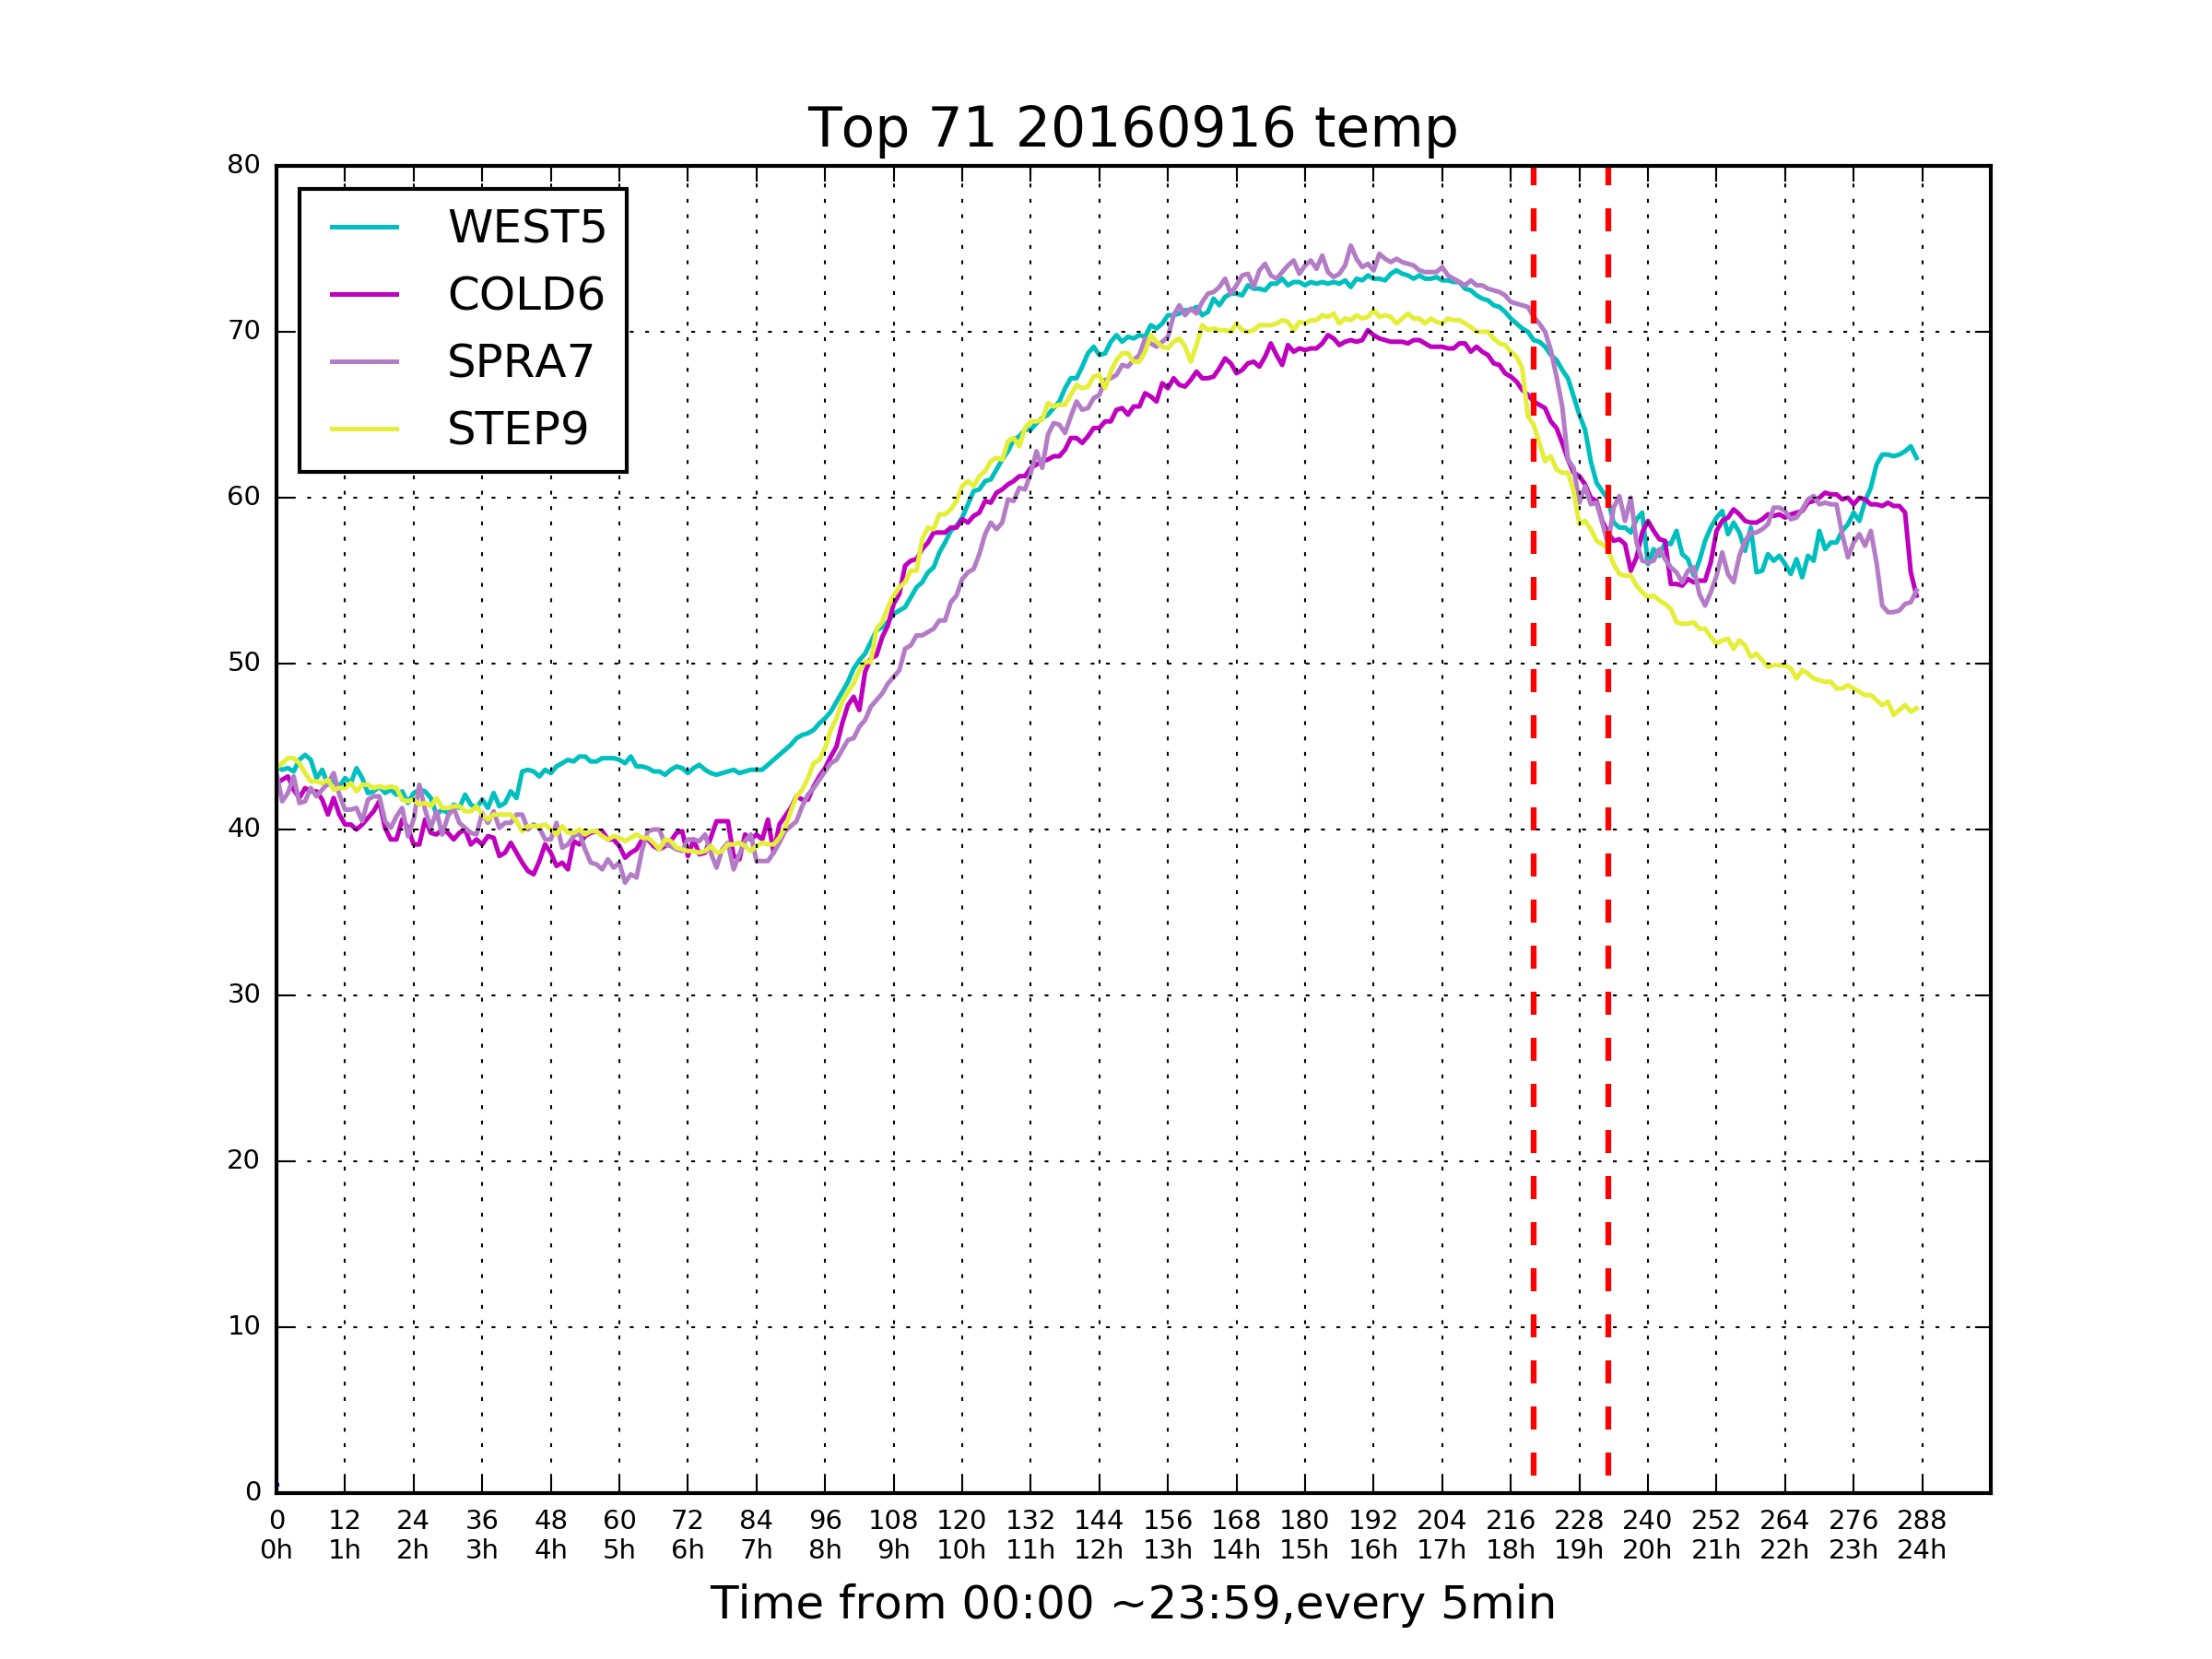 Top 71 20160916 temp
80
70
60
50
40
30
20
10
0
WEST5
COLD6
SPRA7
STEP9
0 12 24 36 48 60 72 84 96 108 120 132 144 156 168 180 192 204 216 228 240 252 264 276 288
0h 1h 2h 3h 4h 5h 6h 7h 8h 9h 10h 11h 12h 13h 14h 15h 16h 17h 18h 19h 20h 21h 22h 23h 24h
Time from 00:00 ~23:59,every 5min